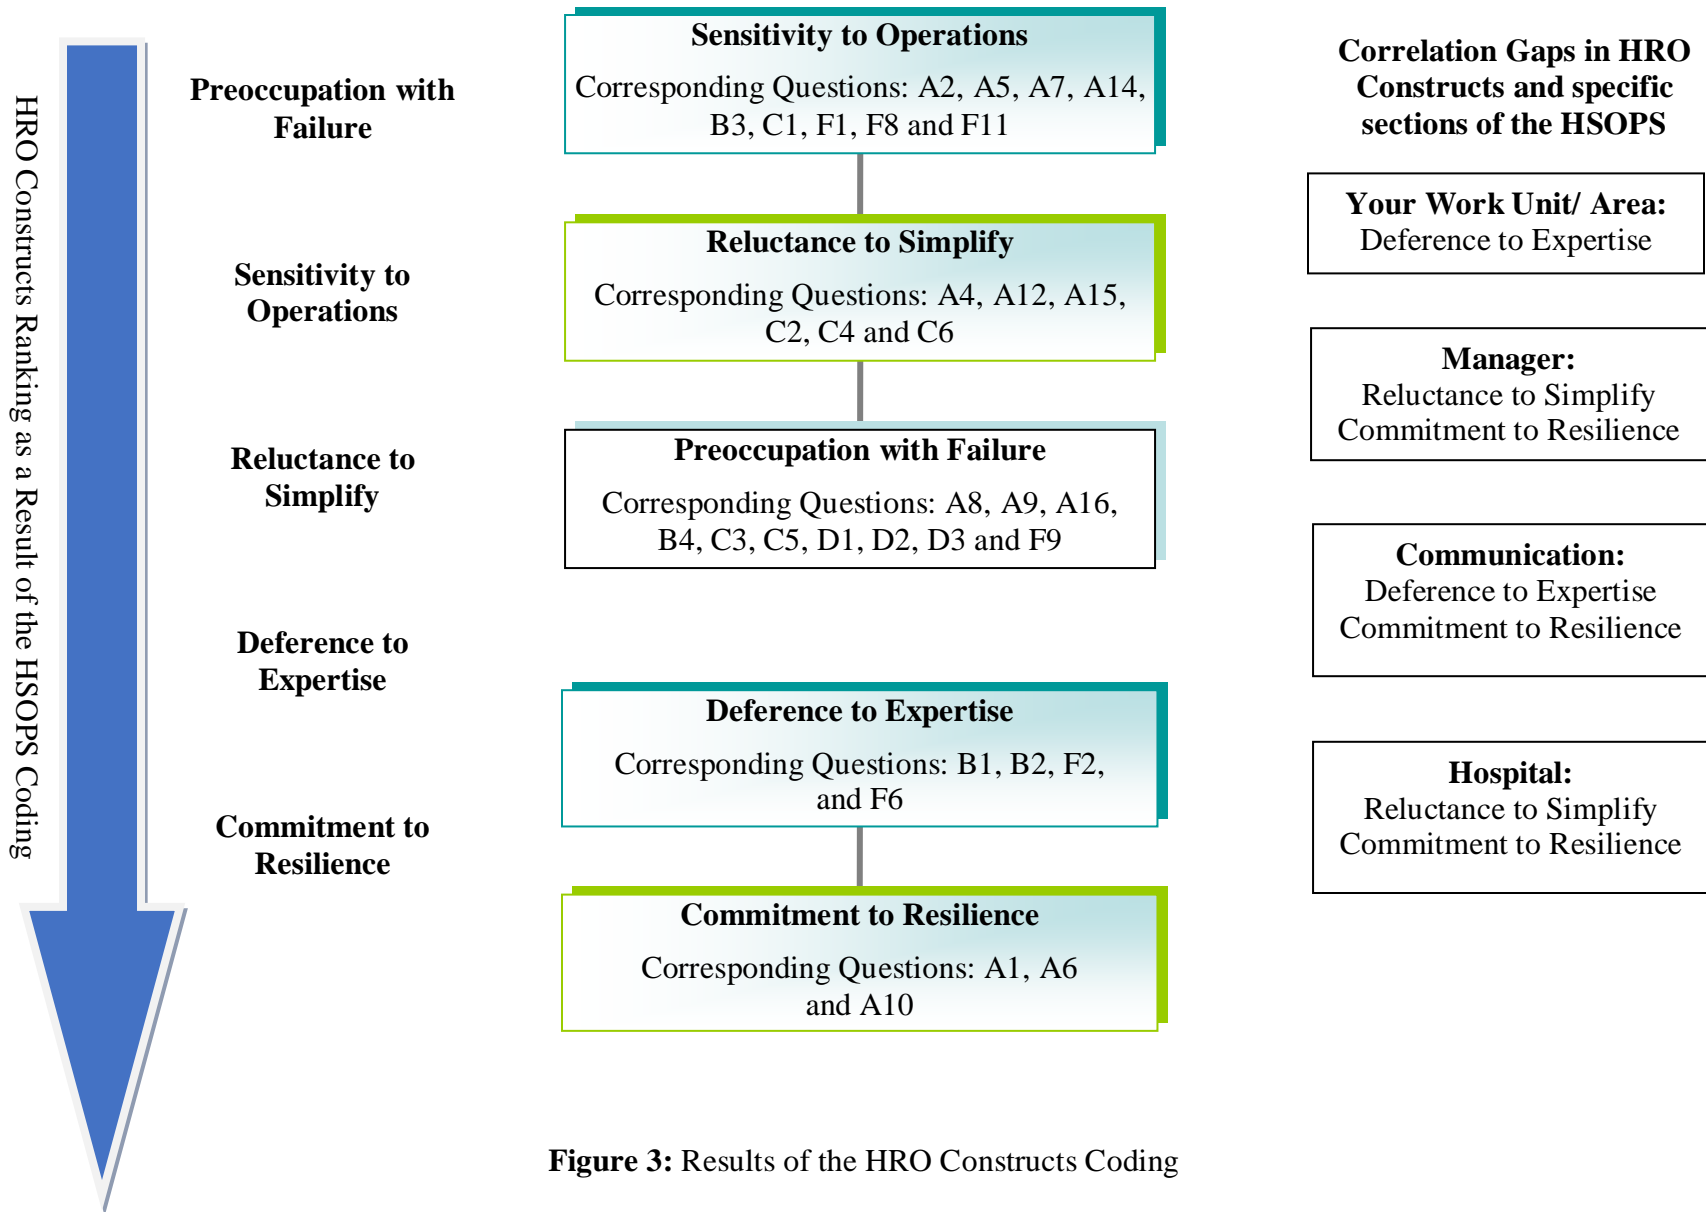 HRO Constructs Ranking as a Result of the HSOPS Coding
Preoccupation with
Failure
Sensitivity to
Operations
Reluctance to
Simplify
Deference to
Expertise
Commitment to
Resilience
Sensitivity to Operations
Corresponding Questions: A2, A5, A7, A14,
B3, C1, F1, F8 and F11
Reluctance to Simplify
Corresponding Questions: A4, A12, A15,
C2, C4 and C6
Preoccupation with Failure
Corresponding Questions: A8, A9, A16,
B4, C3, C5, D1, D2, D3 and F9
Deference to Expertise
Corresponding Questions: B1, B2, F2,
and F6
Commitment to Resilience
Corresponding Questions: A1, A6
and A10
Correlation Gaps in HRO
Constructs and specific
sections of the HSOPS
Your Work Unit/ Area:
Deference to Expertise
Manager:
Reluctance to Simplify
Commitment to Resilience
Communication:
Deference to Expertise
Commitment to Resilience
Hospital:
Reluctance to Simplify
Commitment to Resilience
Figure 3: Results of the HRO Constructs Coding